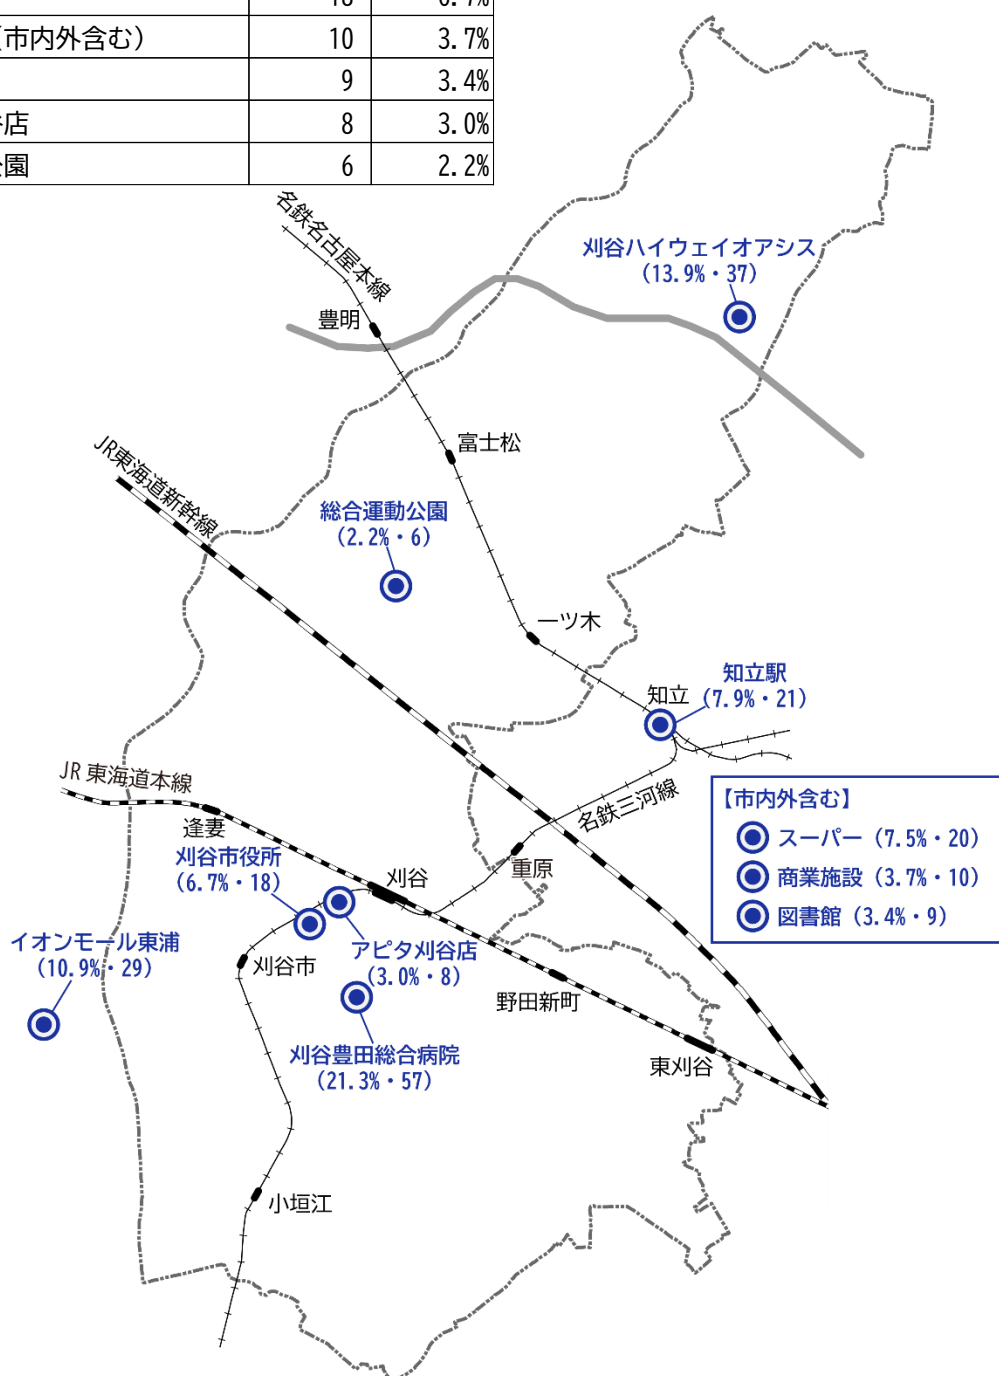 （市内外含む） 10 3.7%
9 3.4%
店 8 3.0%
園 6 2.2%
名鉄名古屋本線
刈谷ハイウェイオアシス
(13.9%・37)
豊明
富士松
JR東海道新幹線
総合運動公園
(2.2%・6)
一ツ木
知立駅
(7.9%・21)
知立
JR 東海道本線
名鉄三河線
【市内外含む】
スーパー (7.5%・20)
商業施設 (3.7%・10)
図書館 (3.4%・9)
逢妻
刈谷市役所
(6.7%・18)
刈谷
重原
イオンモール東浦
(10.9%・29)
アピタ刈谷店
(3.0%・8)
刈谷市
野田新町
刈谷豊田総合病院
(21.3%・57)
東刈谷
小垣江